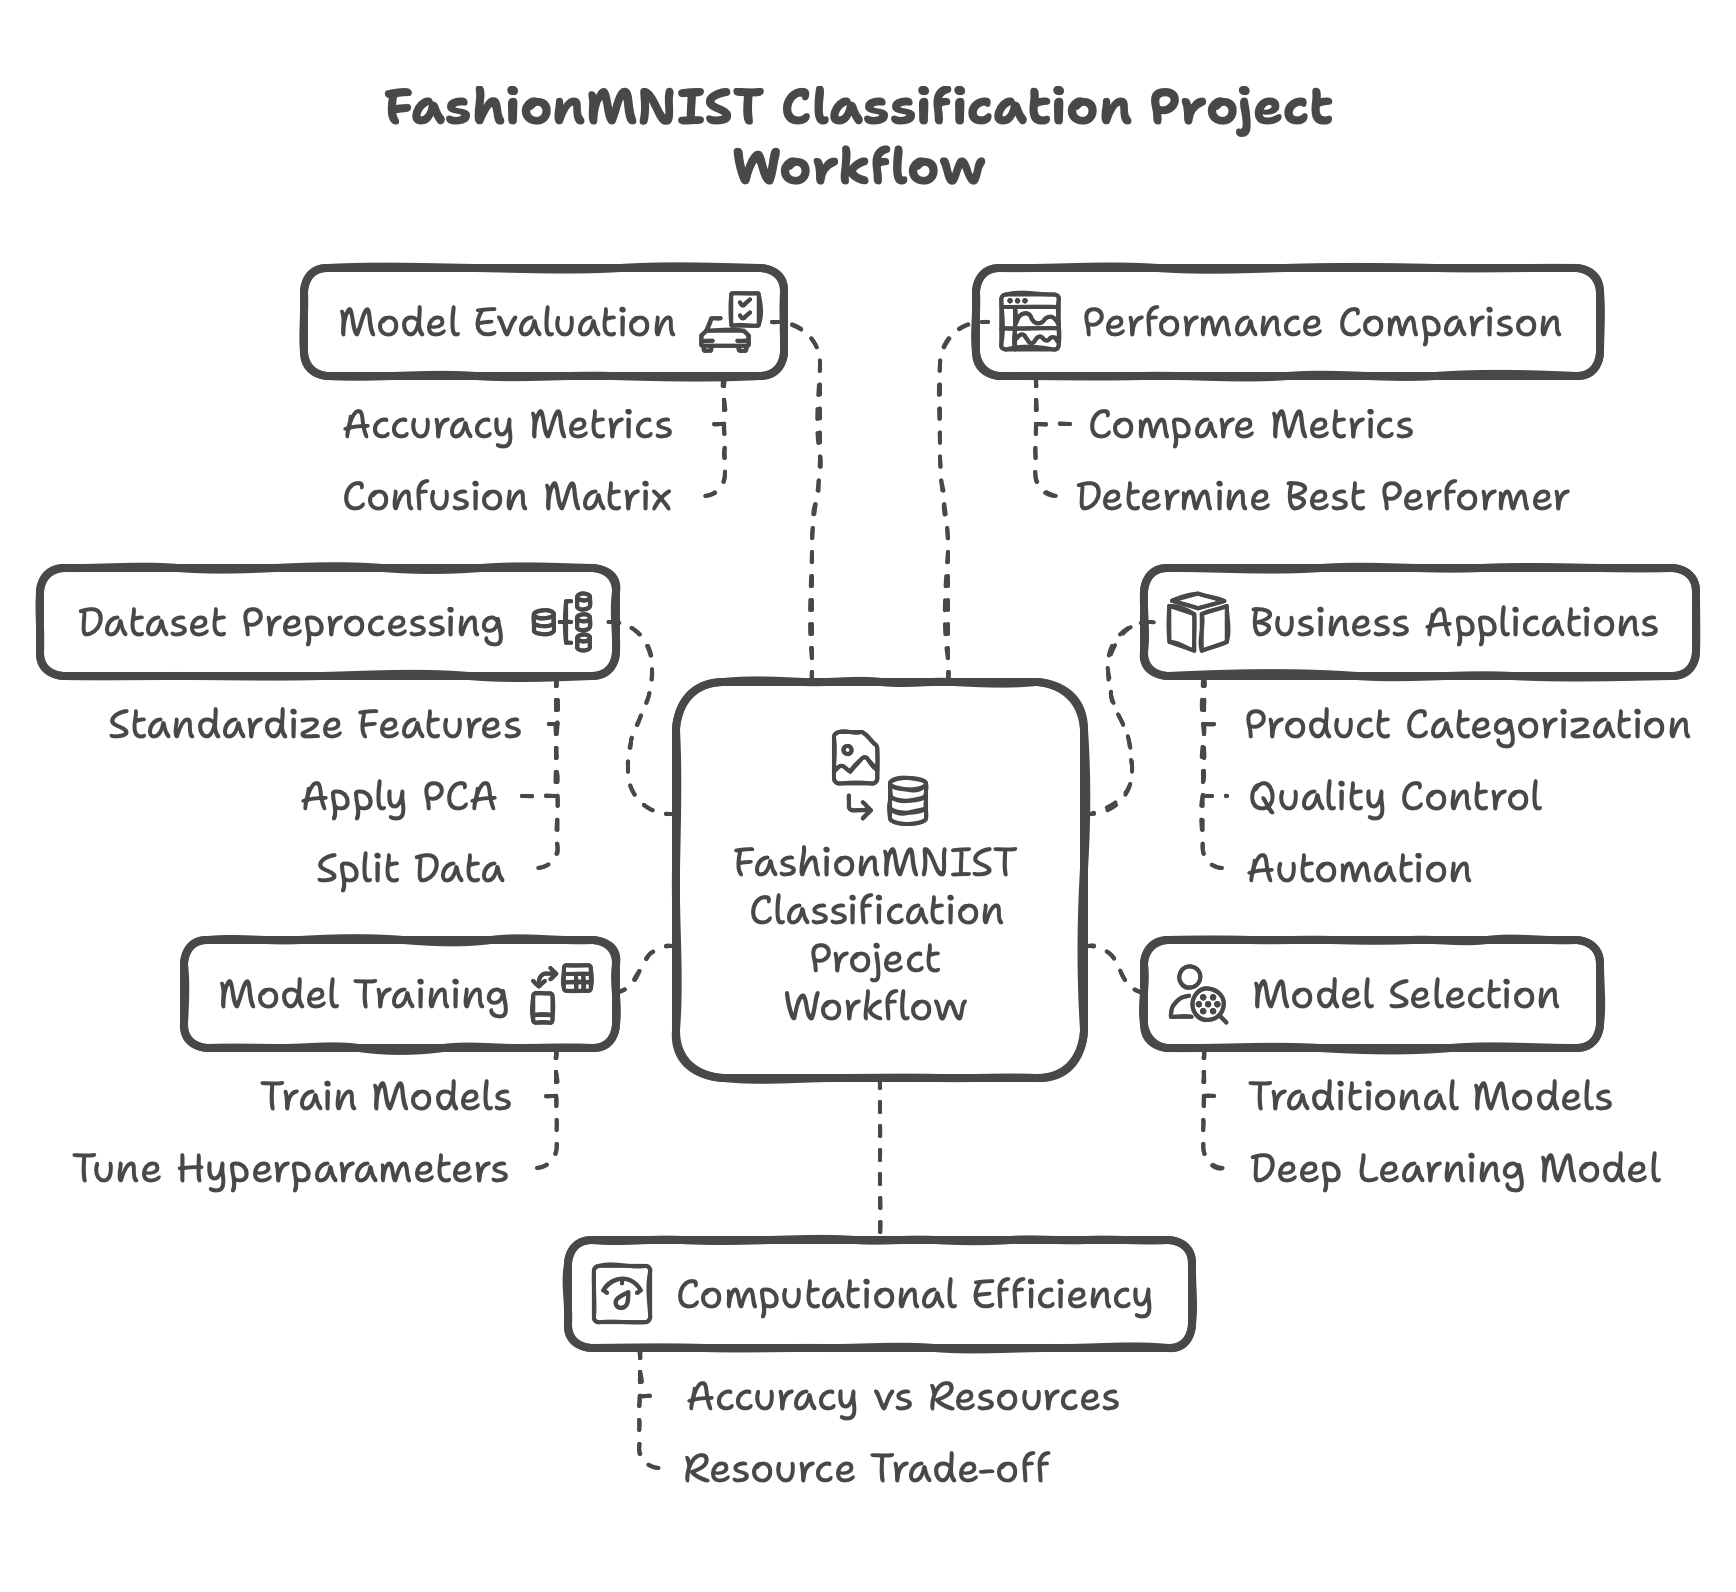 FashionMNIST Classification Project
Workflow
Model Evaluation
Accuracy Metrics
Confusion Matrix
Performance Comparison
Compare Metrics
Determine Best Performer
Dataset Preprocessing
Standardize Features
Apply PCA
Split Data
Business Applications
Product Categorization
Quality Control
Automation
FashionMNIST
Classification
Project
Workflow
Model Training
Train Models
Tune Hyperparameters
Model Selection
Traditional Models
Deep Learning Model
Computational Efficiency
Accuracy vs Resources
Resource Trade-off